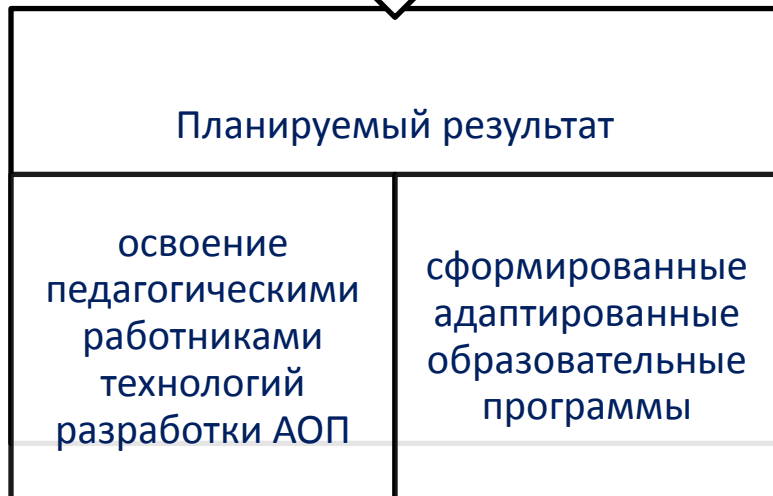 Планируемый результат
освоение
педагогическими
работниками
технологий
разработки АОП
сформированные
адаптированные
образовательные
программы